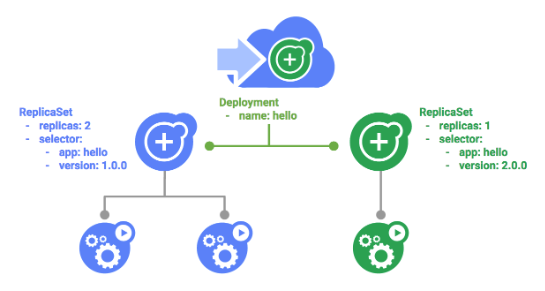 Deployment
- name: hello
ReplicaSet
- replicas: 2
- selector:
- app: hello
- version: 1.0.0
ReplicaSet
- replicas: 1
- selector:
- app: hello
- version: 2.0.0